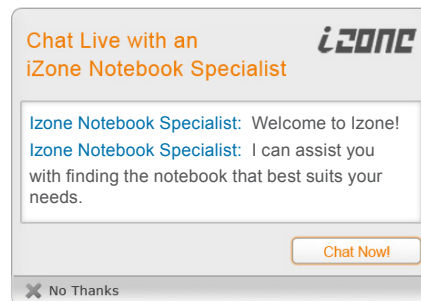 Chat Live with an
iZone Notebook Specialist
iZONE
Izone Notebook Specialist: Welcome to Izone!
Izone Notebook Specialist: I can assist you
with finding the notebook that best suits your
needs.
Chat Now!
No Thanks